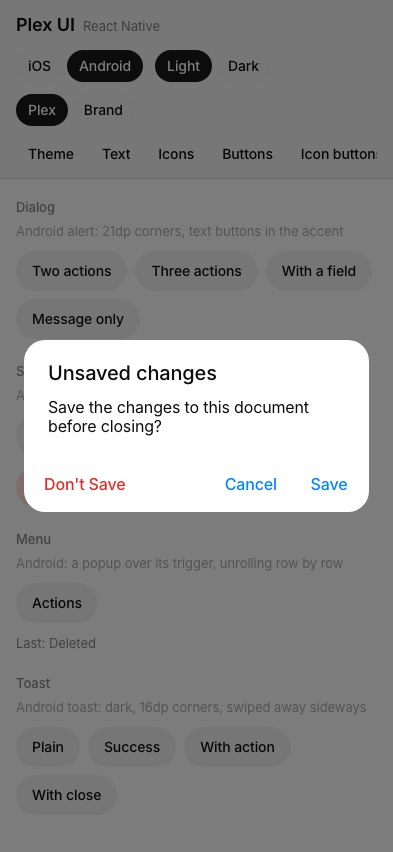 Plex UI React Native
iOS Android Light Dark
Plex Brand
Theme Text Icons Buttons Icon button
Dialog
Android alert: 21dp corners, text buttons in the accent
Two actions Three actions With a field
Message only
S
A
Unsaved changes
Save the changes to this document
before closing?
Don't Save Cancel Save
Menu
Android: a popup over its trigger, unrolling row by row
Actions
Last: Deleted
Toast
Android toast: dark, 16dp corners, swiped away sideways
Plain Success With action
With close